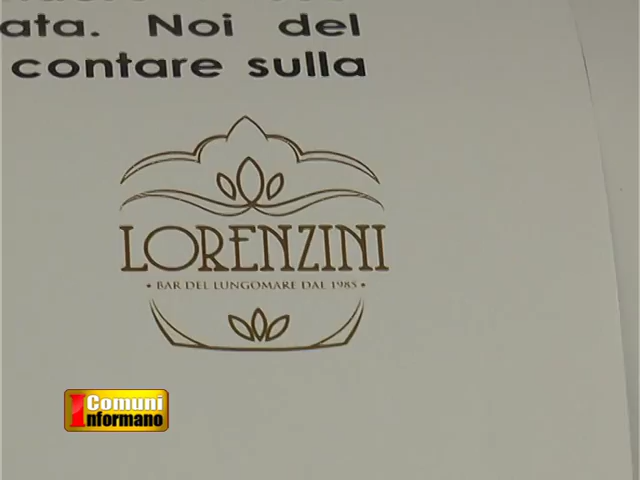 ata. Noi del
contare sulla
LORENZINI
• BAR DEL LUNGOMARE DAL 1985 •
I Comuni
Informano